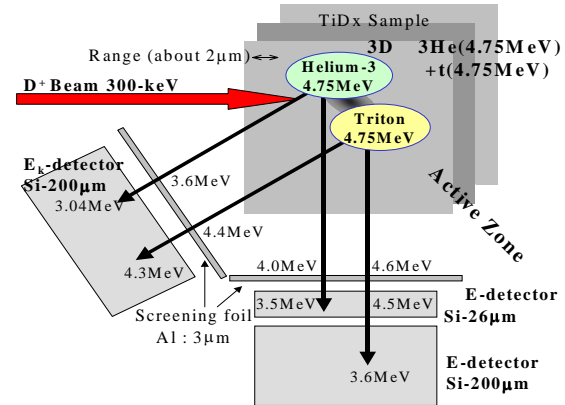 TiDx Sample
Range (about 2μm)
3D 3He(4.75MeV)
+t(4.75MeV)
Helium-3
4.75MeV
D⁺Beam 300-keV
Triton
4.75MeV
Active Zone
Eₖ-detector
Si-200μm
3.6MeV
3.04MeV
4.4MeV
4.3MeV
4.0MeV
4.6MeV
3.5MeV
4.5MeV
E-detector
Si-26μm
Screening foil
Al : 3μm
3.6MeV
E-detector
Si-200μm